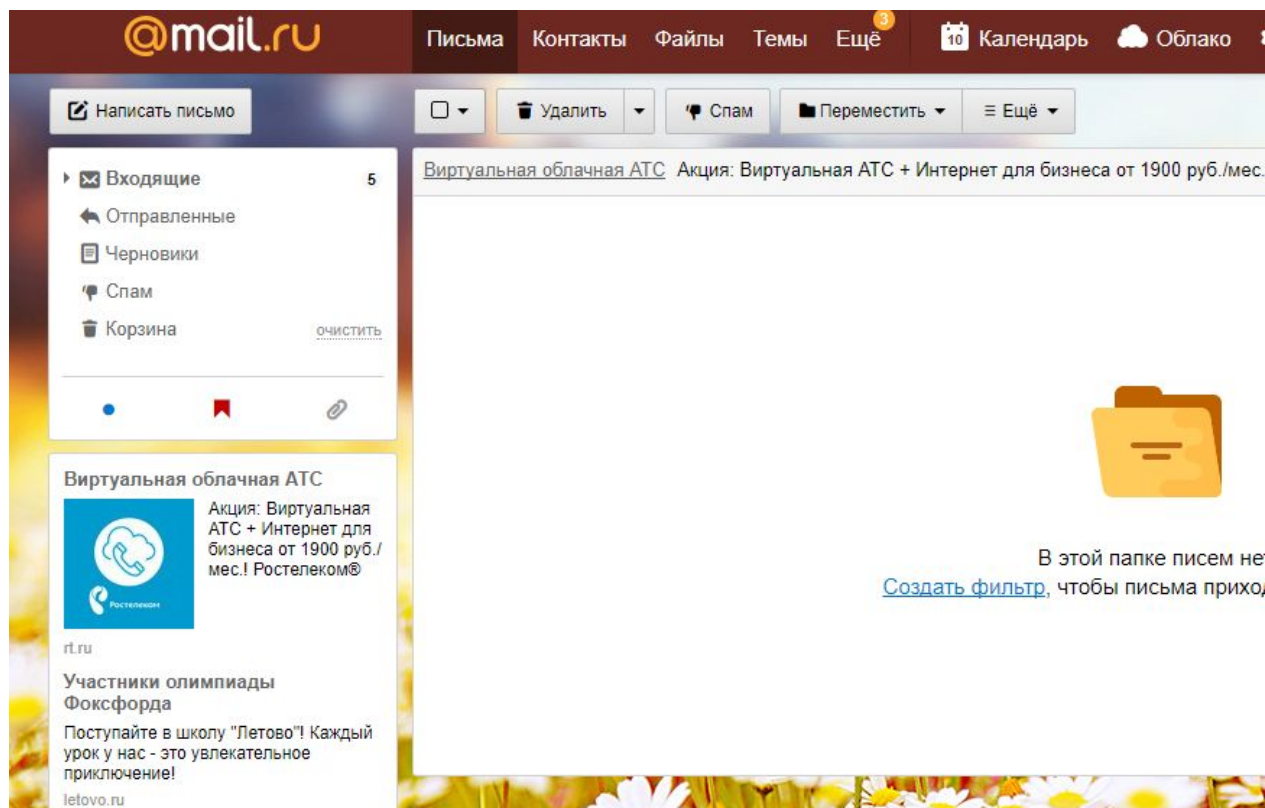 @mail.ru
Письма Контакты Файлы Темы Ещё 3 10 Календарь Облако
Написать письмо
Удалить Спам Переместить Ещё
Входящие 5
Отправленные
Черновики
Спам
Корзина очистить
Виртуальная облачная АТС Акция: Виртуальная АТС + Интернет для бизнеса от 1900 руб./мес.
В этой папке писем
Создать фильтр, чтобы письма
Виртуальная облачная АТС
Акция: Виртуальная
АТС + Интернет для
бизнеса от 1900 руб./
мес.! Ростелеком®
Ростелеком
rt.ru
Участники олимпиады
Фоксфорда
Поступайте в школу "Летово"! Каждый
урок у нас - это увлекательное
приключение!
letovo.ru